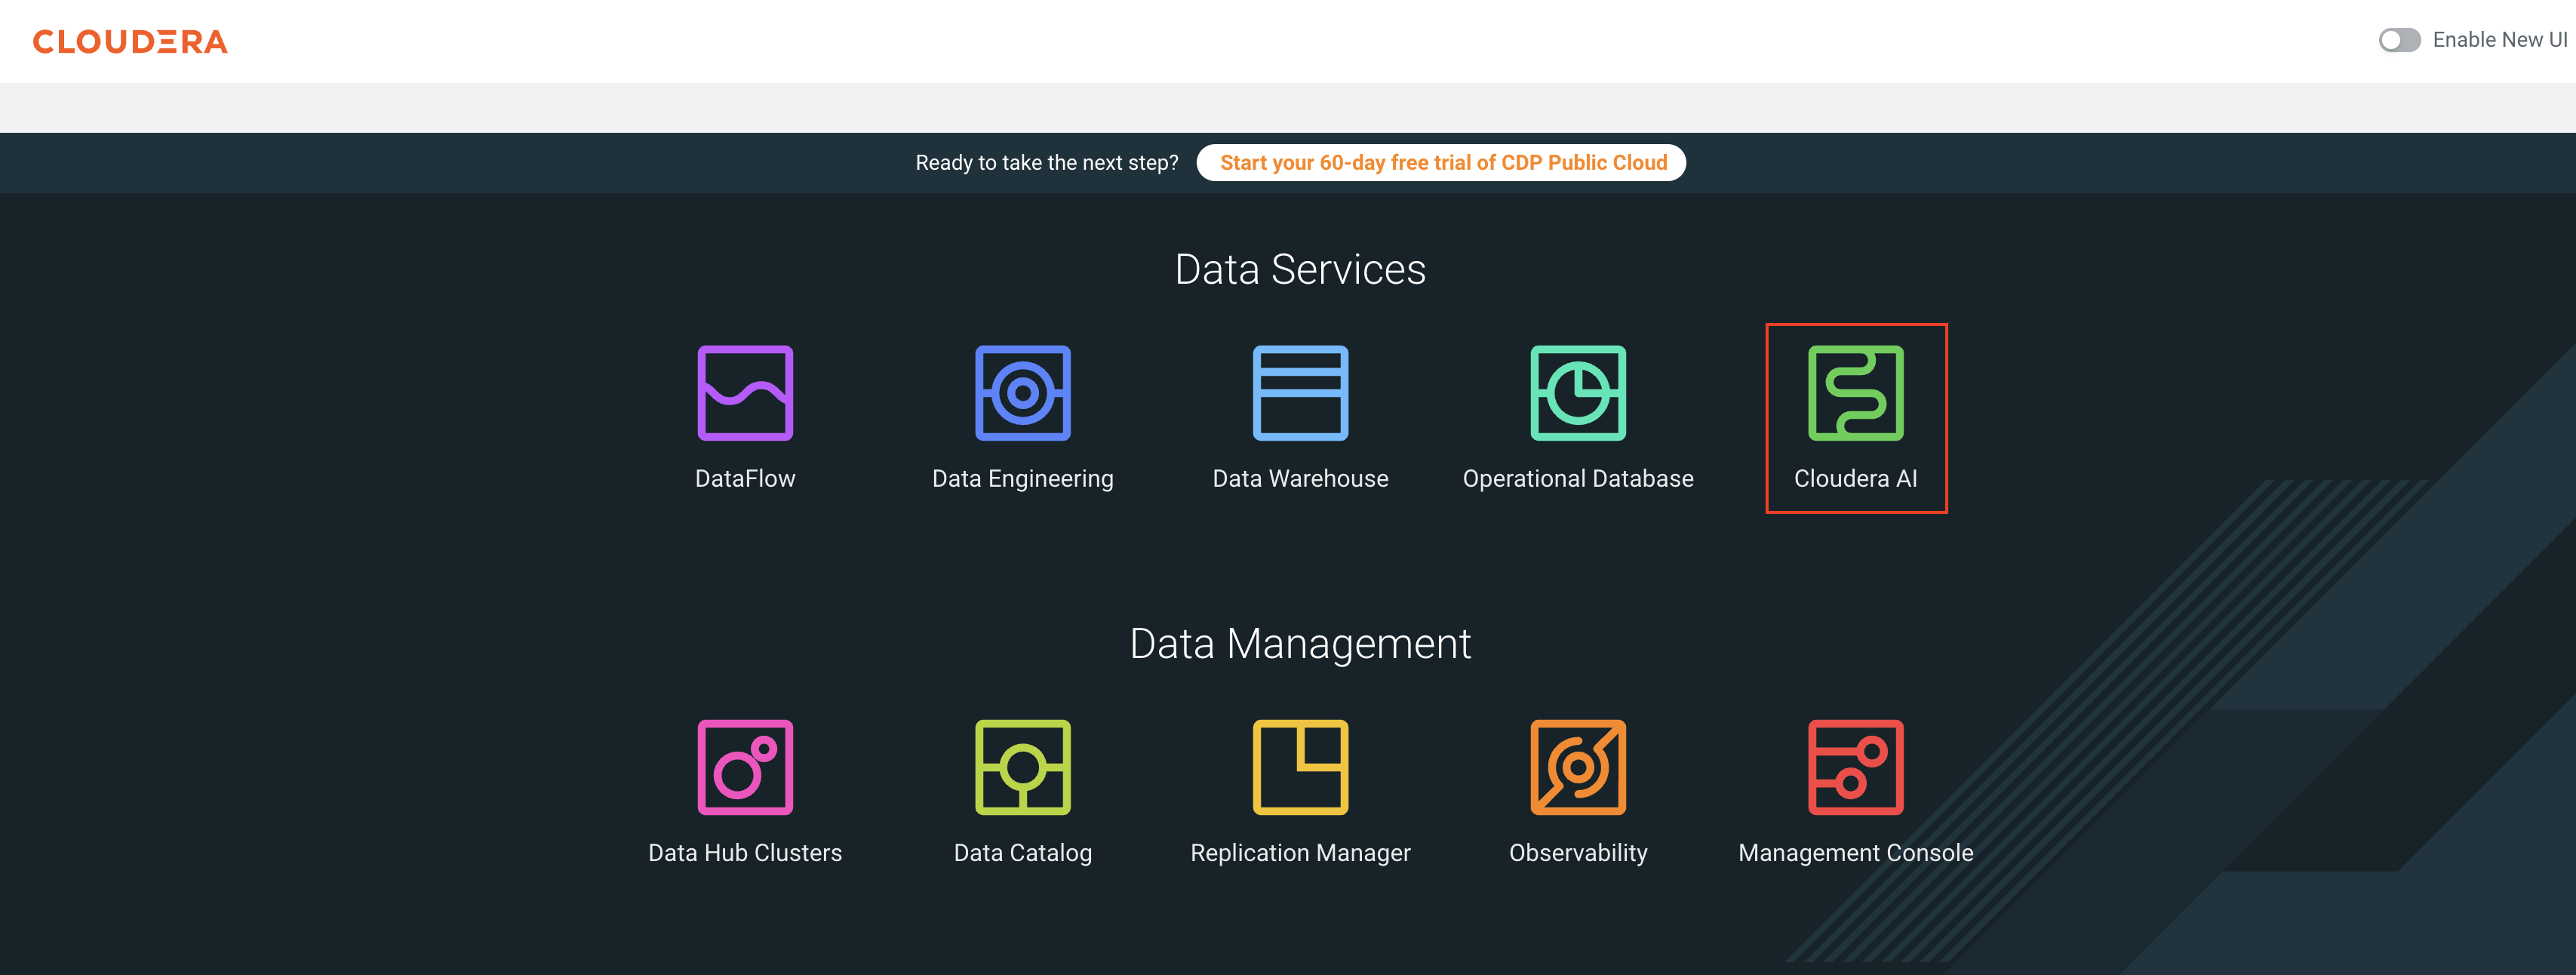 CLOUDERA
Enable New UI
Ready to take the next step? Start your 60-day free trial of CDP Public Cloud
Data Services
DataFlow
Data Engineering
Data Warehouse
Operational Database
Cloudera AI
Data Management
Data Hub Clusters
Data Catalog
Replication Manager
Observability
Management Console